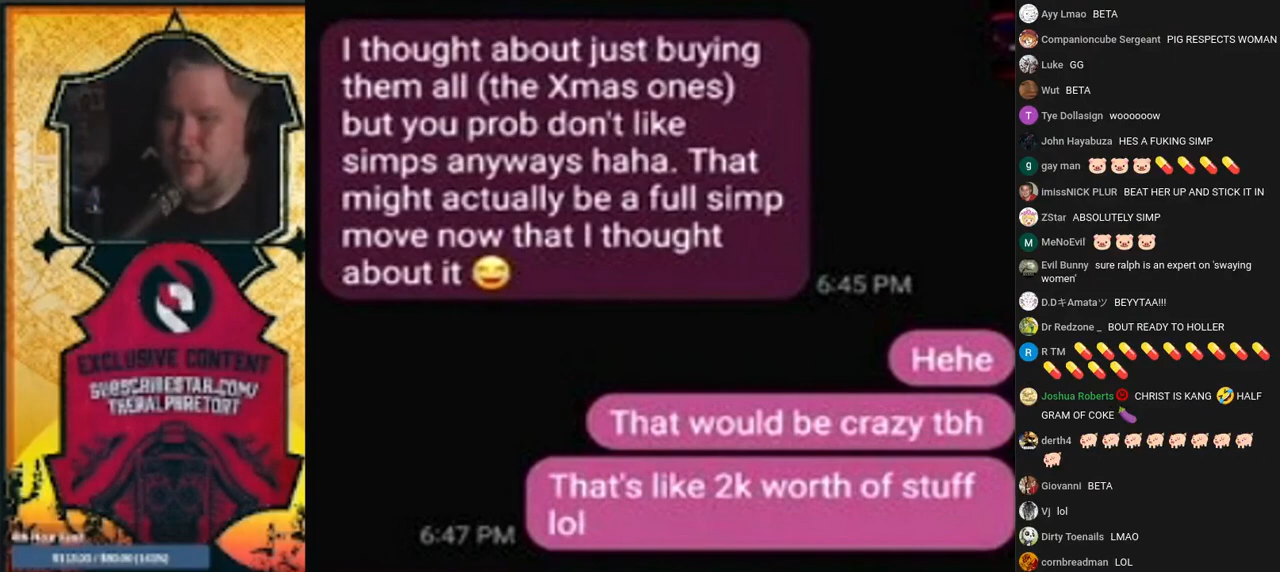 I thought about just buying
them all (the Xmas ones)
but you prob don't like
simps anyways haha. That
might actually be a full simp
move now that I thought
about it 😄
6:45 PM
Hehe
That would be crazy tbh
That's like 2k worth of stuff
lol
6:47 PM
EXCLUSIVE CONTENT
SUBSCRIBESTAR.COM/
THERALPHRETORT
Ayy Lmao BETA
Companioncube Sergeant PIG RESPECTS WOMAN
Luke GG
Wut BETA
T Tye Dollasign woooooow
John Hayabuza HES A FUKING SIMP
g gay man 🐷🐷🐷💊💊💊💊
imissNICK PLUR BEAT HER UP AND STICK IT IN
ZStar ABSOLUTELY SIMP
M MeNoEvil 🐷🐷🐷
Evil Bunny sure ralph is an expert on 'swaying
women'
D.DキAmataツ BEYYTAA!!!
Dr Redzone _ BOUT READY TO HOLLER
R R TM 💊💊💊💊💊💊💊💊💊
💊💊💊💊
Joshua Roberts CHRIST IS KANG 🤣 HALF
GRAM OF COKE 🍆
derth4 🐖🐖🐖🐖🐖🐖🐖🐖
🐖
Giovanni BETA
Vj lol
Dirty Toenails LMAO
cornbreadman LOL